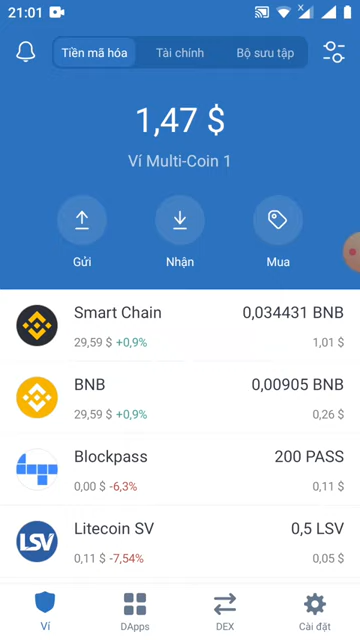 21:01
Tiền mã hóa
Tài chính
Bộ sưu tập
1,47 $
Ví Multi-Coin 1
Gửi
Nhận
Mua
Smart Chain
0,034431 BNB
29,59 $ +0,9%
1,01 $
BNB
0,00905 BNB
29,59 $ +0,9%
0,26 $
Blockpass
200 PASS
0,00 $ -6,3%
0,11 $
LSV
Litecoin SV
0,5 LSV
0,11 $ -7,54%
0,05 $
Ví
DApps
DEX
Cài đặt